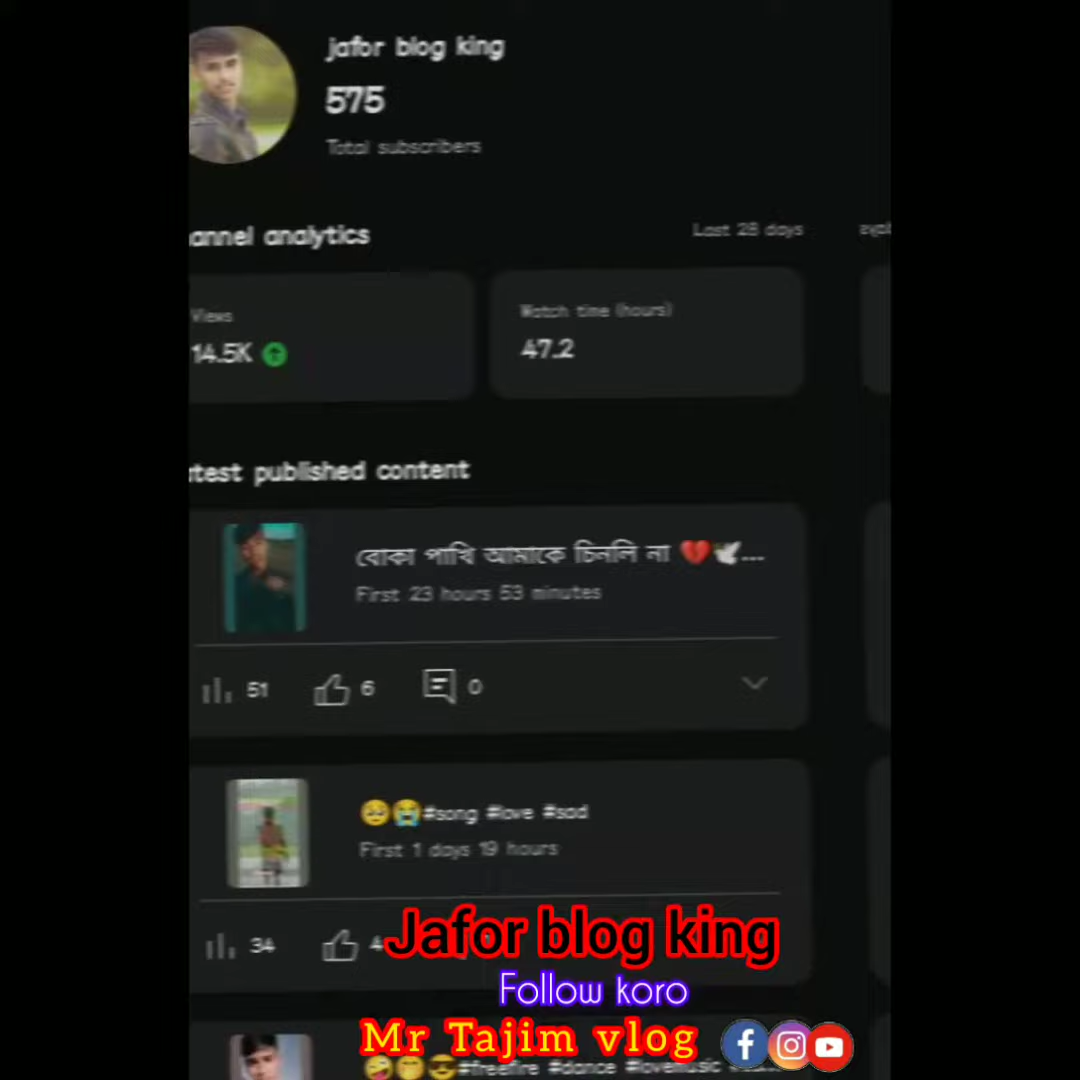 jafor blog king
575
Total subscribers
annel analytics
Last 28 days
Views
14.5K
Watch time (hours)
47.2
test published content
বোকা পাখি আমাকে চিনলি না 💔🕊️...
First 23 hours 53 minutes
51 6 0
🥺😭#song #love #sad
First 1 days 19 hours
34 4
Jafor blog king
Follow koro
Mr Tajim vlog
🤪😁😎#freefire #dance #lovemusic